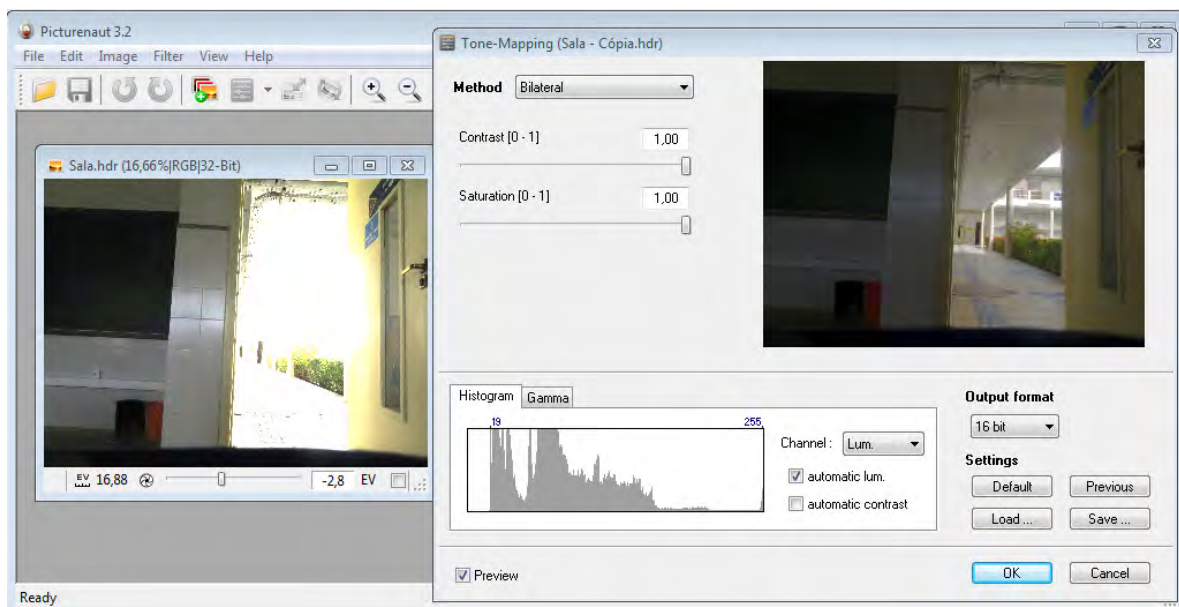 Picturenaut 3.2
File Edit Image Filter View Help
Sala.hdr (16,66%|RGB|32-Bit)
EV 16,88 -2,8 EV
Ready
Tone-Mapping (Sala - Cópia.hdr)
Method Bilateral
Contrast [0 - 1] 1,00
Saturation [0 - 1] 1,00
Histogram Gamma
19 255
Channel : Lum.
automatic lum.
automatic contrast
Output format
16 bit
Settings
Default Previous
Load ... Save ...
Preview
OK Cancel